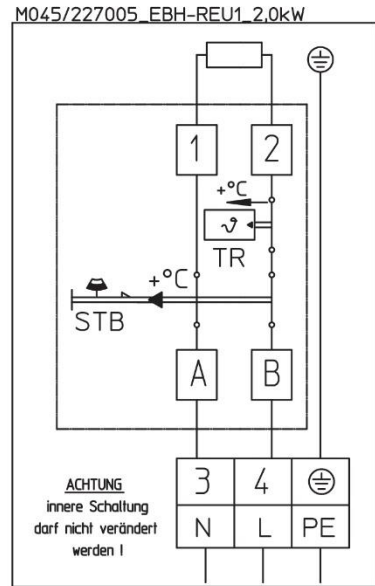 M045/227005_EBH-REU1_2,0kW
1 2
+°C
ϑ
TR
+°C
STB
A B
3 4
N L PE
ACHTUNG
innere Schaltung
darf nicht verändert
werden !